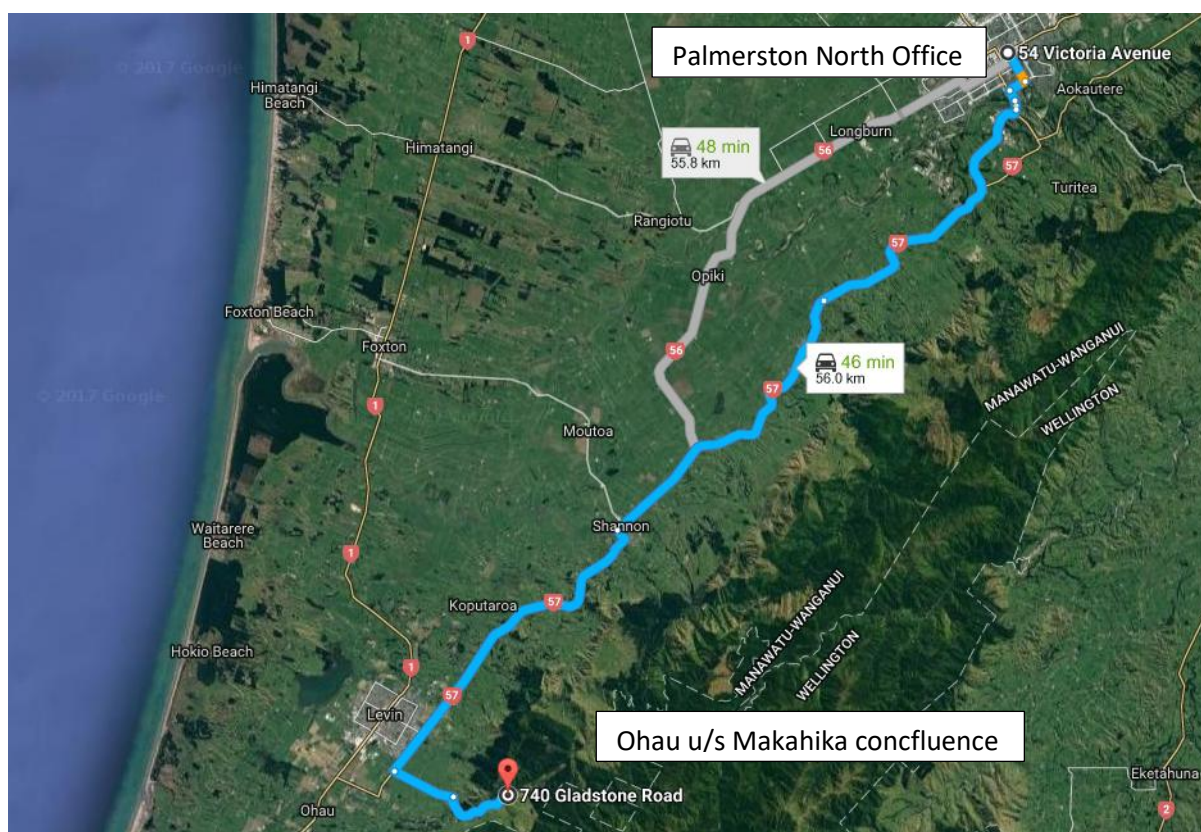 © 2017 Google
1
Palmerston North Office
54 Victoria Avenue
Himatangi
Beach
Aokautere
Longburn
48 min
55.8 km
56
57
Himatangi
Turitea
Rangiotu
57
Opiki
Foxton Beach
Foxton
56
46 min
56.0 km
57
© 2017 Google
1
MANAWATU-WANGANUI
WELLINGTON
Moutoa
Shannon
Waitarere
Beach
1
Koputaroa
57
MANAWATU-WANGANUI
WELLINGTON
Hokio Beach
1
57
Levin
Ohau u/s Makahika concfluence
Eketahuna
740 Gladstone Road
Ohau
2